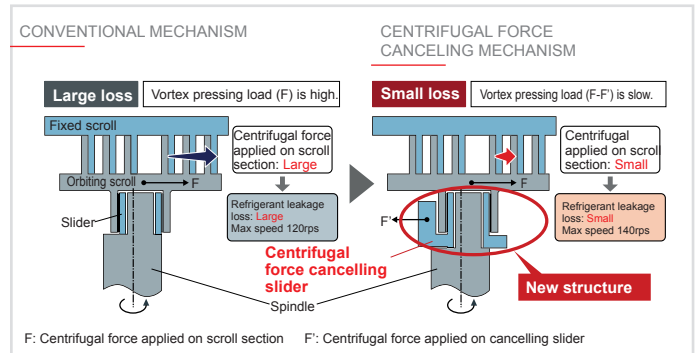 CONVENTIONAL MECHANISM
Large loss
Vortex pressing load (F) is high.
Fixed scroll
Centrifugal force
applied on scroll
section: Large
Orbiting scroll
F
Slider
Refrigerant leakage
loss: Large
Max speed 120rps
CENTRIFUGAL FORCE
CANCELING MECHANISM
Small loss
Vortex pressing load (F-F') is slow.
Centrifugal
applied on scroll
section: Small
F
F'
Refrigerant leakage
loss: Small
Max speed 140rps
Centrifugal
force cancelling
slider
New structure
Spindle
F: Centrifugal force applied on scroll section F': Centrifugal force applied on cancelling slider